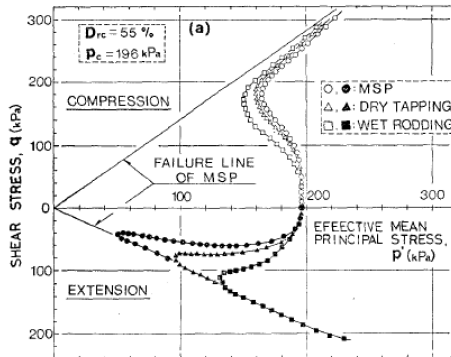 300
(a)
Drc = 55 %
pc = 196 kPa
COMPRESSION
○, ●: MSP
△, ▲: DRY TAPPING
□, ■: WET RODDING
200
FAILURE LINE
OF MSP
100
SHEAR STRESS, q (kPa)
0
100
200
300
EFEECTIVE MEAN
PRINCIPAL STRESS,
p' (kPa)
100
EXTENSION
200